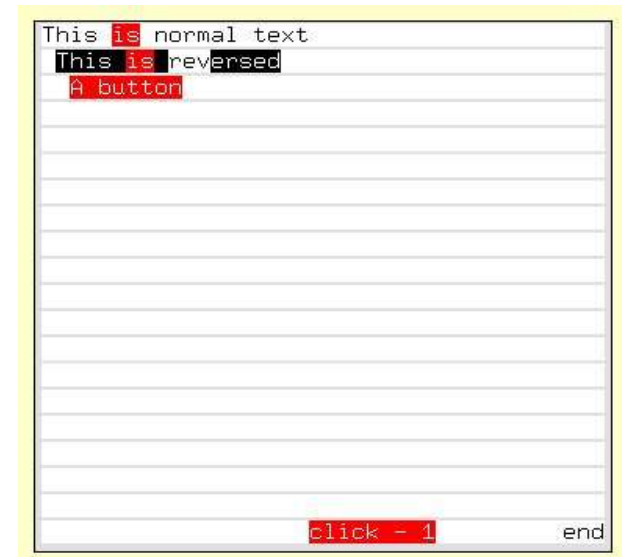 This is normal text
This is reversed
A button
click - 1 end